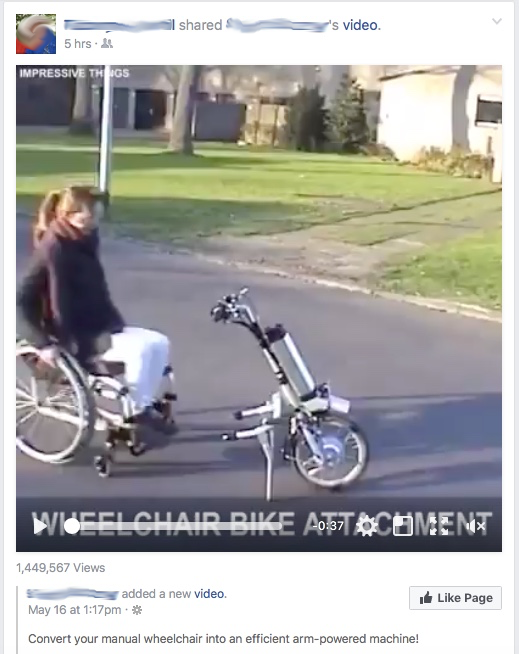 shared 's video.
5 hrs ·
IMPRESSIVE THINGS
WHEELCHAIR BIKE ATTACHMENT
-0:37
1,449,567 Views
added a new video.
May 16 at 1:17pm ·
Like Page
Convert your manual wheelchair into an efficient arm-powered machine!